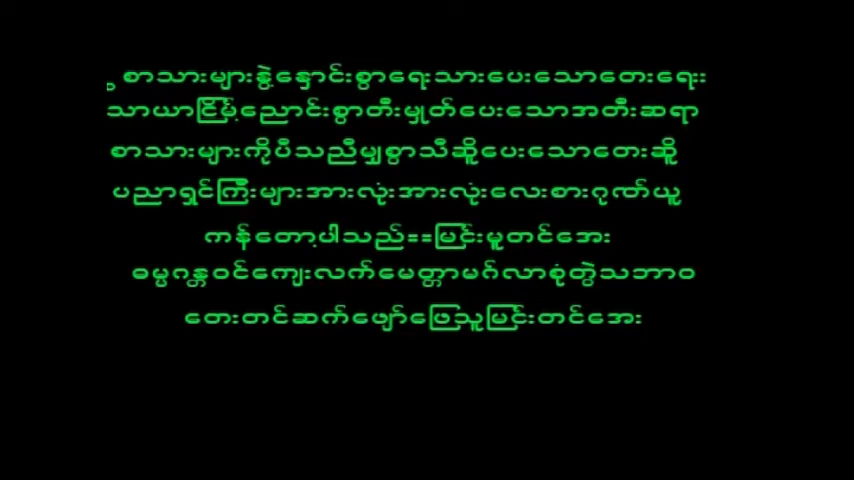 စာသားများနွဲ့နှောင်းစွာရေးသားပေးသောတေးရေး
သာယာငြိမ့်ညောင်းစွာတီးမှုတ်ပေးသောအတီးဆရာ
စာသားများကိုပီသညီမျှစွာသီဆိုပေးသောတေးဆို
ပညာရှင်ကြီးများအားလုံးအားလုံးလေးစားဂုဏ်ယူ
ကန်တော့ပါသည်==မြင်းမူတင်အေး
ဓမ္ပဂန္တဝင်ကျေးလက်မေတ္တာမဂ်လာစုံတွဲသဘာဝ
တေးတင်ဆက်ဖျော်ဖြေသူမြင်းတင်အေး